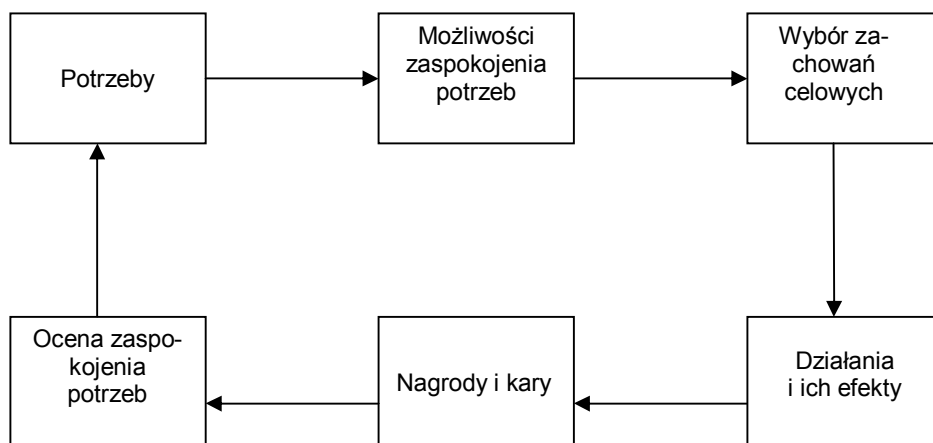 Potrzeby
Możliwości
zaspokojenia
potrzeb
Wybór za-
chowań
celowych
Ocena zaspo-
kojenia
potrzeb
Nagrody i kary
Działania
i ich efekty